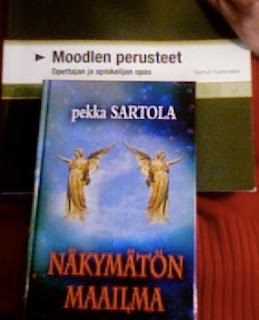 Moodlen perusteet
Opettajan ja opiskelijan opas
pekka SARTOLA
NÄKYMÄTÖN
MAAILMA